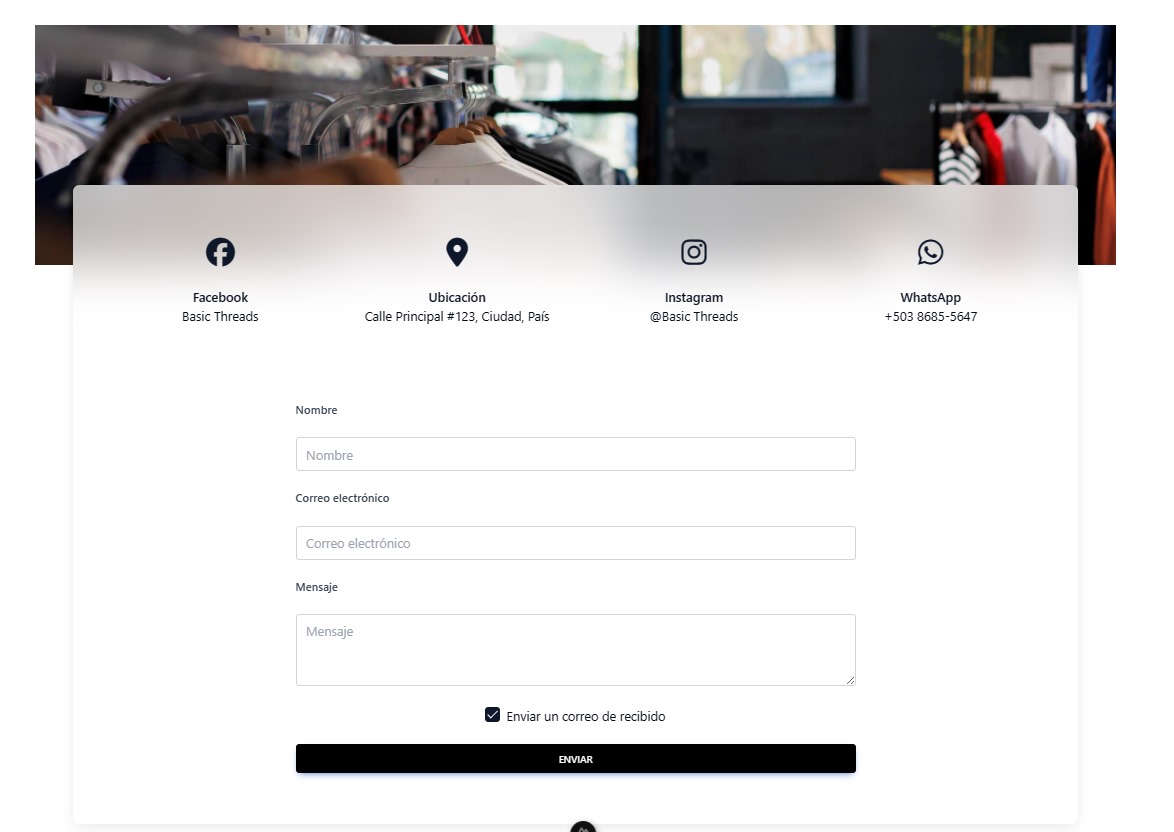 Facebook
Basic Threads
Ubicación
Calle Principal #123, Ciudad, País
Instagram
@Basic Threads
WhatsApp
+503 8685-5647
Nombre
Nombre
Correo electrónico
Correo electrónico
Mensaje
Mensaje
Enviar un correo de recibido
ENVIAR